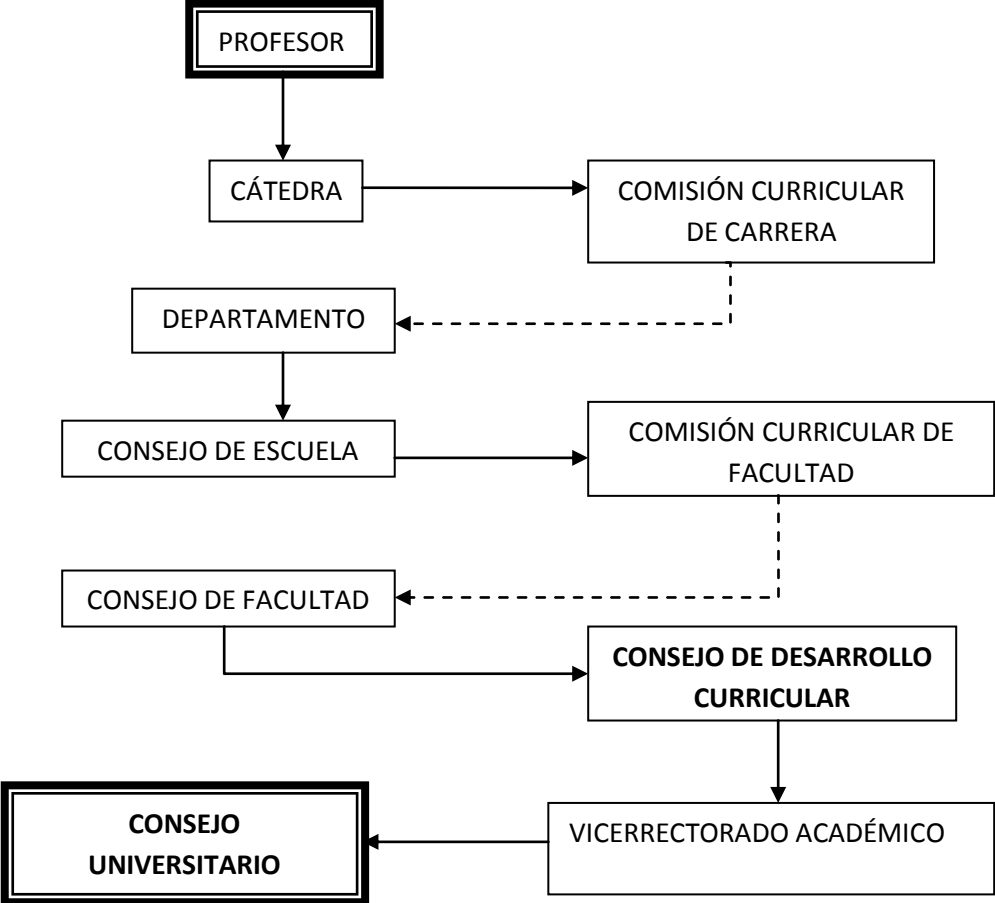 PROFESOR
CÁTEDRA
COMISIÓN CURRICULAR
DE CARRERA
DEPARTAMENTO
CONSEJO DE ESCUELA
COMISIÓN CURRICULAR DE
FACULTAD
CONSEJO DE FACULTAD
CONSEJO DE DESARROLLO
CURRICULAR
VICERRECTORADO ACADÉMICO
CONSEJO
UNIVERSITARIO